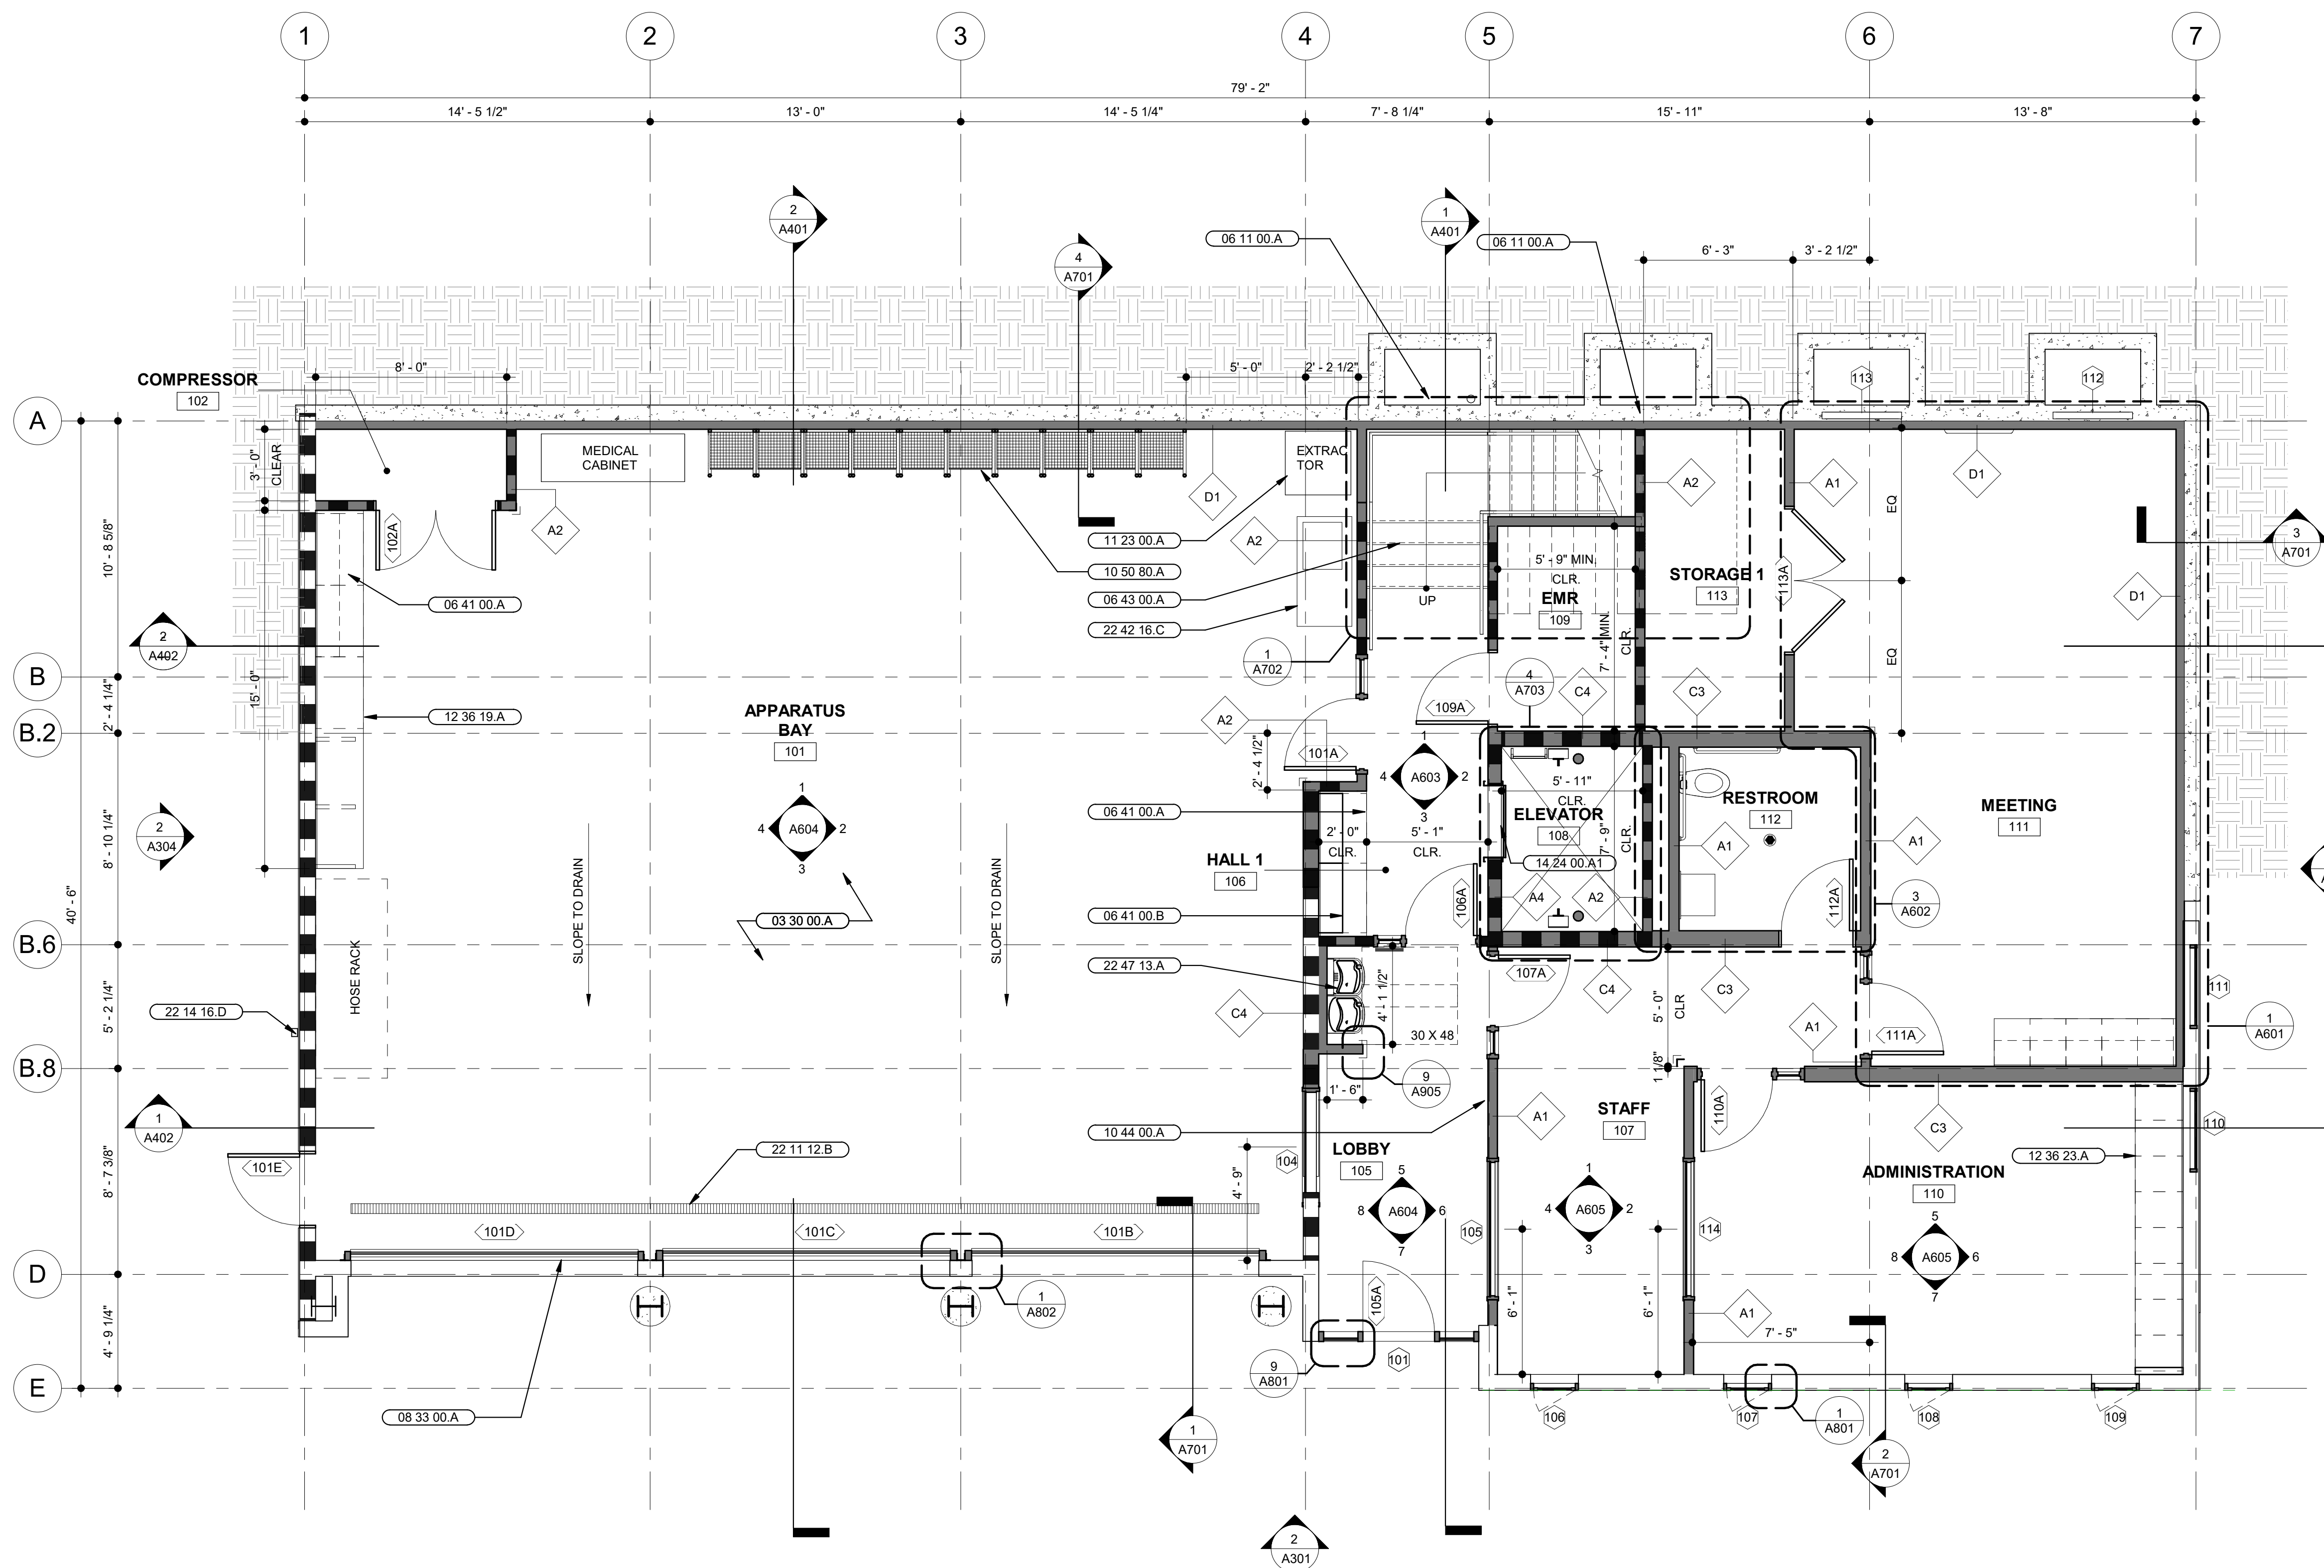 1
2
3
4
5
6
7
79' - 2"
14' - 5 1/2"
13' - 0"
14' - 5 1/4"
7' - 8 1/4"
15' - 11"
13' - 8"
2
A401
4
A701
06 11 00.A
1
A401
06 11 00.A
6' - 3"
3' - 2 1/2"
COMPRESSOR
102
8' - 0"
5' - 0"
2' - 2 1/2"
113
112
A
3' - 0"
CLEAR
MEDICAL
CABINET
EXTRAC
TOR
D1
A2
A1
D1
EQ
102A
A2
10' - 8 5/8"
11 23 00.A
A2
10 50 80.A
06 43 00.A
22 42 16.C
06 41 00.A
UP
5' - 9" MIN.
CLR.
EMR
109
7' - 4" MIN.
CLR.
STORAGE 1
113
113A
D1
3
A701
2
A402
1
A702
EQ
B
15' - 0"
2' - 4 1/4"
12 36 19.A
APPARATUS
BAY
101
4
A703
C4
C3
109A
A2
B.2
101A
2' - 4 1/2"
1
4
A603
2
3
5' - 11"
CLR.
ELEVATOR
108
7' - 9"
CLR.
RESTROOM
112
MEETING
111
2
A304
1
4
A604
2
3
06 41 00.A
2' - 0"
CLR.
5' - 1"
CLR.
HALL 1
106
14 24 00.A1
A1
A1
8' - 10 1/4"
40' - 6"
SLOPE TO DRAIN
SLOPE TO DRAIN
03 30 00.A
06 41 00.B
106A
A4
A2
112A
3
A602
B.6
HOSE RACK
22 47 13.A
107A
4' - 1 1/2"
C4
C4
C3
5' - 0"
CLR
111
5' - 2 1/4"
22 14 16.D
30 X 48
A1
111A
1
A601
B.8
1 1/8"
9
A905
1' - 6"
1
A402
10 44 00.A
A1
STAFF
107
110A
C3
110
22 11 12.B
104
LOBBY
105
12 36 23.A
ADMINISTRATION
110
101E
8' - 7 3/8"
4' - 9"
5
8
A604
6
7
105
1
4
A605
2
3
114
5
8
A605
6
7
101D
101C
101B
D
1
A802
105A
6' - 1"
6' - 1"
A1
7' - 5"
4' - 9 1/4"
9
A801
101
E
08 33 00.A
106
107
108
109
1
A801
1
A701
2
A701
2
A301